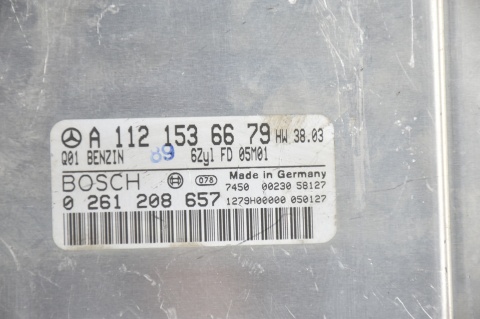 A 112 153 66 79 HW 38.03
Q01 BENZIN 89 6Zyl FD 05M01
BOSCH 078 Made in Germany
7450 00230 58127
0 261 208 657 1279H00000 050127